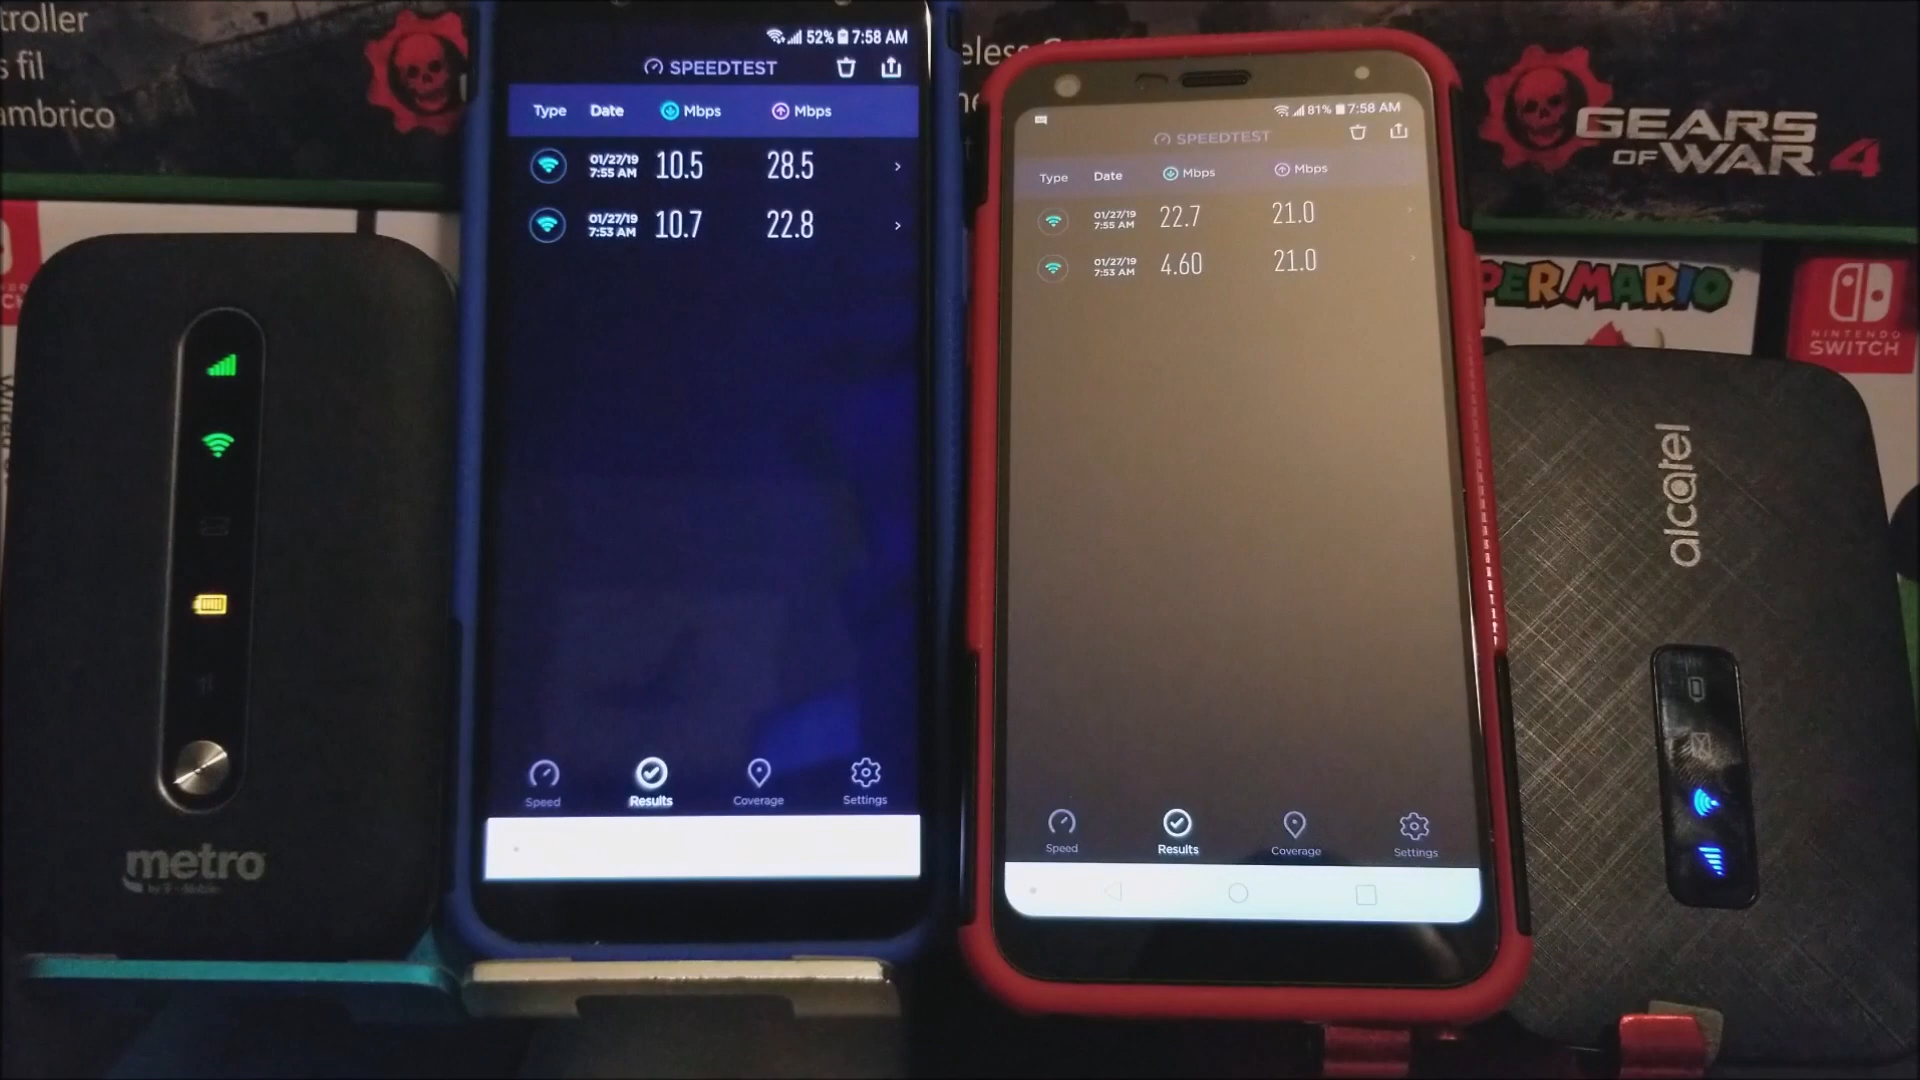 troller
s fil
ambrico
eless
GEARS
OF WAR 4
PER MARIO
NINTENDO
SWITCH
metro
by T-Mobile
52% 7:58 AM
SPEEDTEST
Type Date Mbps Mbps
01/27/19
7:55 AM 10.5 28.5
01/27/19
7:53 AM 10.7 22.8
Speed Results Coverage Settings
81% 7:58 AM
SPEEDTEST
Type Date Mbps Mbps
01/27/19
7:55 AM 22.7 21.0
01/27/19
7:53 AM 4.60 21.0
Speed Results Coverage Settings
alcatel